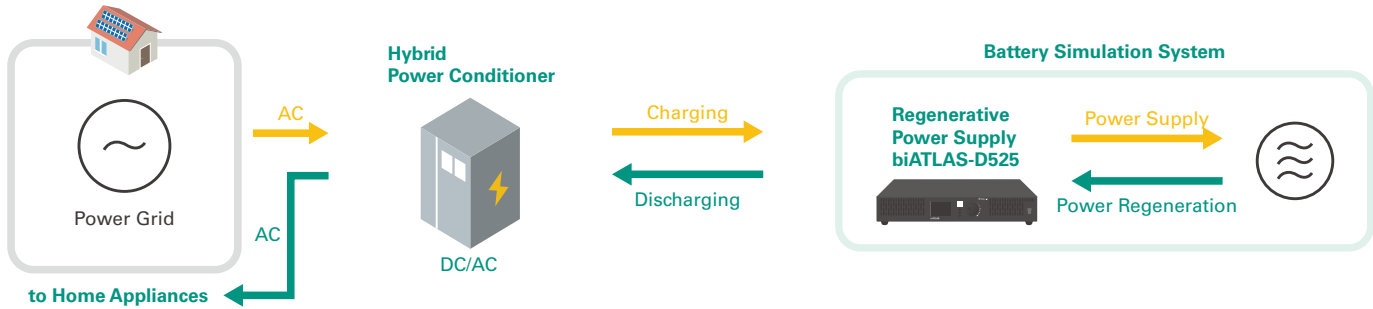 Power Grid
AC
AC
to Home Appliances
Hybrid
Power Conditioner
DC/AC
Charging
Discharging
Battery Simulation System
Regenerative
Power Supply
biATLAS-D525
Power Supply
Power Regeneration